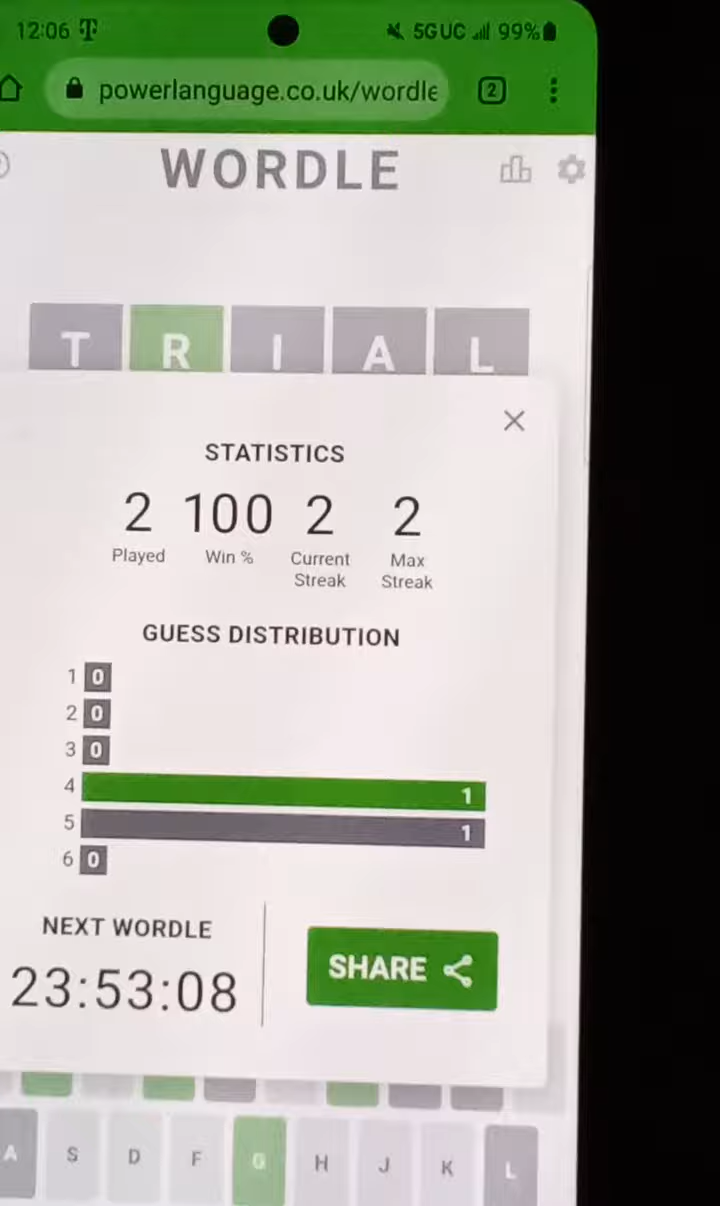 12:06 5G UC 99%
powerlanguage.co.uk/wordle 2
WORDLE
T R I A L
STATISTICS
2 100 2 2
Played Win % Current Streak Max Streak
GUESS DISTRIBUTION
1 0
2 0
3 0
4 1
5 1
6 0
NEXT WORDLE
23:53:08
SHARE
A S D F G H J K L